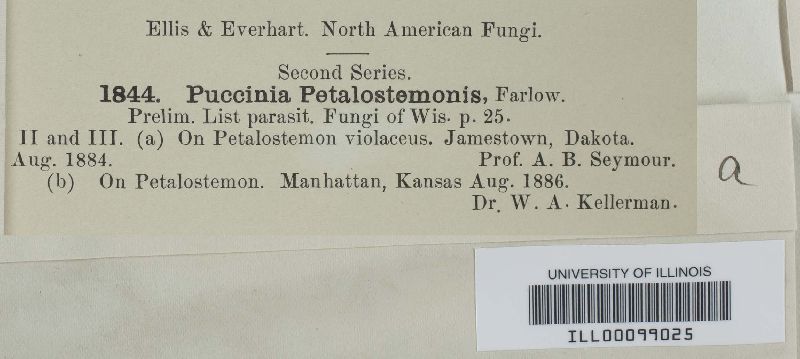 Ellis & Everhart. North American Fungi.
Second Series.
1844. Puccinia Petalostemonis, Farlow.
Prelim. List parasit. Fungi of Wis. p. 25.
II and III. (a) On Petalostemon violaceus. Jamestown, Dakota.
Aug. 1884. Prof. A. B. Seymour.
(b) On Petalostemon. Manhattan, Kansas Aug. 1886.
Dr. W. A. Kellerman.
a
UNIVERSITY OF ILLINOIS
ILL00099025